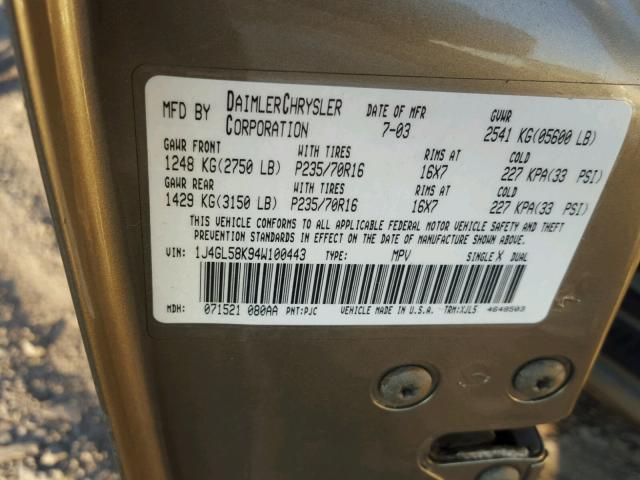 MFD BY DAIMLERCHRYSLER CORPORATION DATE OF MFR 7-03 GVWR 2541 KG(05600 LB)
GAWR FRONT WITH TIRES RIMS AT COLD
1248 KG(2750 LB) P235/70R16 16X7 227 KPA(33 PSI)
GAWR REAR WITH TIRES RIMS AT COLD
1429 KG(3150 LB) P235/70R16 16X7 227 KPA(33 PSI)
THIS VEHICLE CONFORMS TO ALL APPLICABLE FEDERAL MOTOR VEHICLE SAFETY AND THEFT
PREVENTION STANDARDS IN EFFECT ON THE DATE OF MANUFACTURE SHOWN ABOVE.
VIN: 1J4GL58K94W100443 TYPE: MPV SINGLE X DUAL
MDH: 071521 080AA PNT:PJC VEHICLE MADE IN U.S.A. TRM:XJL5 4648503